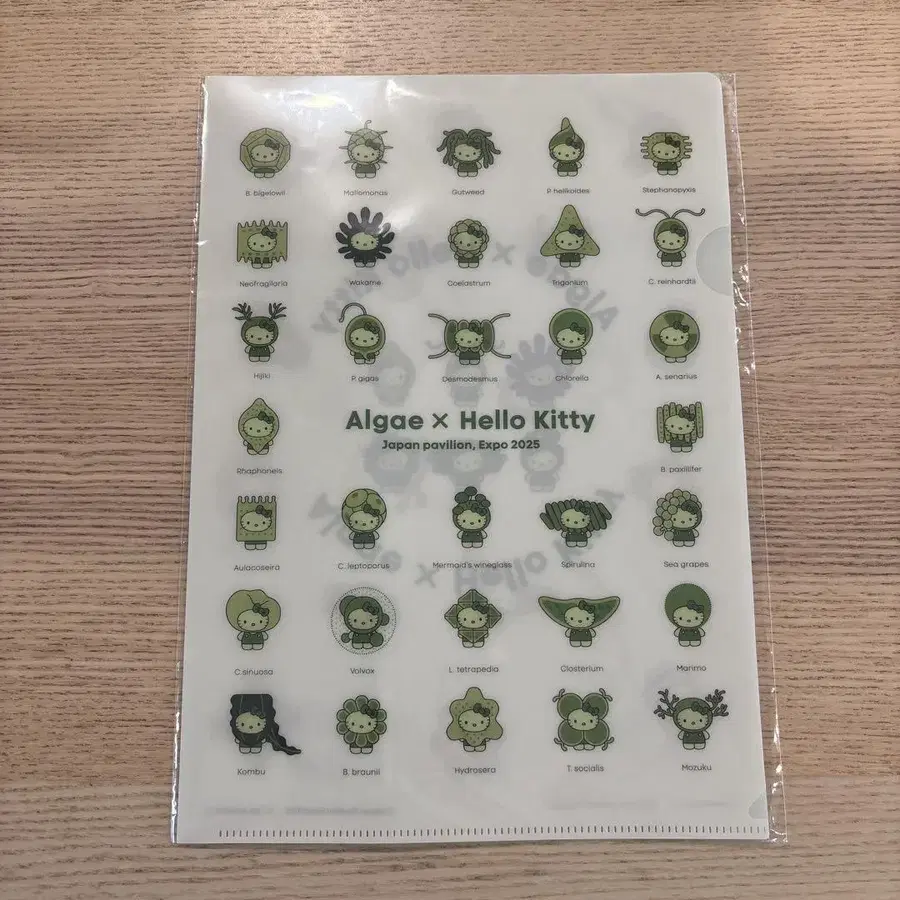 B. bigelowii
Mallomonas
Gutweed
P. helikoides
Stephanopyxis
Neofragilaria
Wakame
Coelastrum
Trigonium
C. reinhardtii
Hijiki
P. gigas
Desmodesmus
Chlorella
A. senarius
Algae × Hello Kitty
Japan pavilion, Expo 2025
Rhaphoneis
B. paxillifer
Aulacoseira
C. leptoporus
Mermaid's wineglass
Spirulina
Sea grapes
C. sinuosa
Volvox
L. tetrapedia
Closterium
Marimo
Kombu
B. braunii
Hydrosera
T. socialis
Mozuku